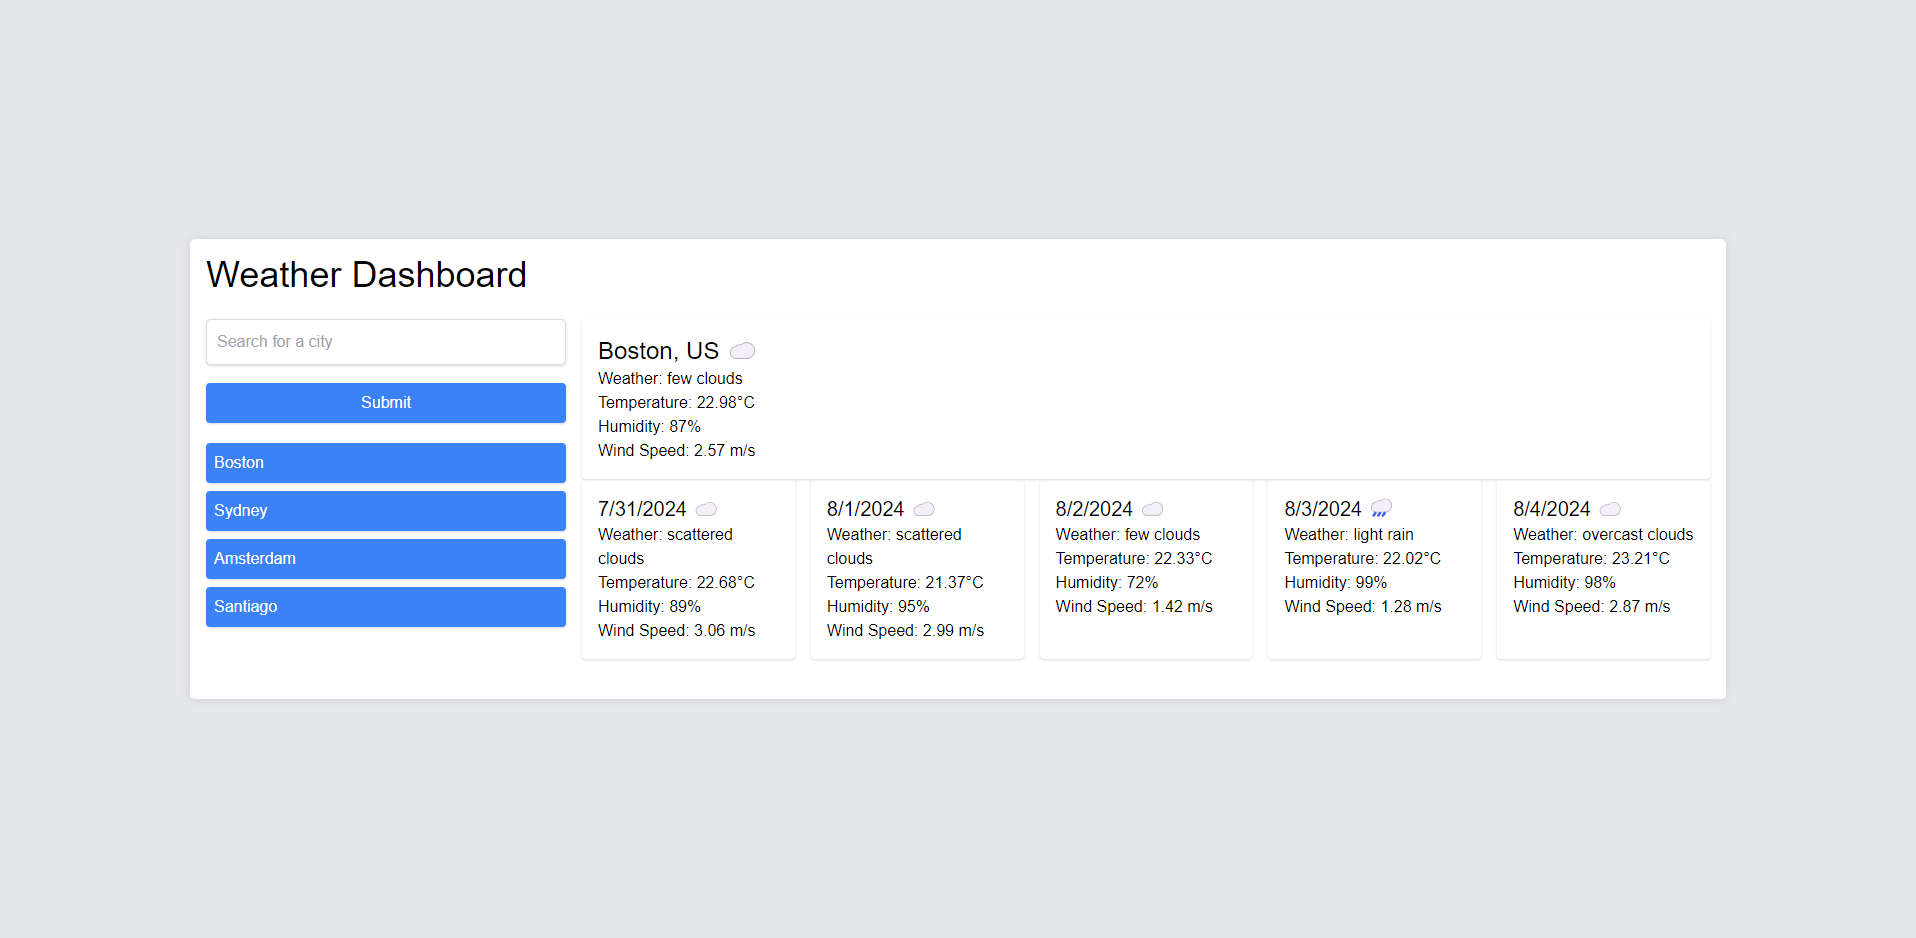 Weather Dashboard
Search for a city
Submit
Boston
Sydney
Amsterdam
Santiago
Boston, US
Weather: few clouds
Temperature: 22.98°C
Humidity: 87%
Wind Speed: 2.57 m/s
7/31/2024
Weather: scattered
clouds
Temperature: 22.68°C
Humidity: 89%
Wind Speed: 3.06 m/s
8/1/2024
Weather: scattered
clouds
Temperature: 21.37°C
Humidity: 95%
Wind Speed: 2.99 m/s
8/2/2024
Weather: few clouds
Temperature: 22.33°C
Humidity: 72%
Wind Speed: 1.42 m/s
8/3/2024
Weather: light rain
Temperature: 22.02°C
Humidity: 99%
Wind Speed: 1.28 m/s
8/4/2024
Weather: overcast clouds
Temperature: 23.21°C
Humidity: 98%
Wind Speed: 2.87 m/s